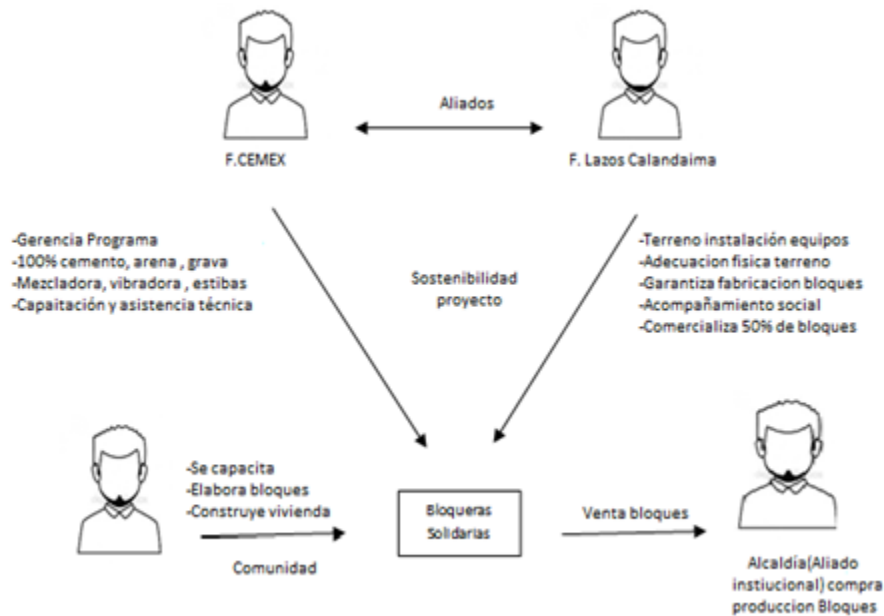 Aliados
F.CEMEX
F. Lazos Calandaima
-Gerencia Programa
-100% cemento, arena , grava
-Mezcladora, vibradora , estibas
-Capaitación y asistencia técnica
Sostenibilidad
proyecto
-Terreno instalación equipos
-Adecuacion fisica terreno
-Garantiza fabricacion bloques
-Acompañamiento social
-Comercializa 50% de bloques
-Se capacita
-Elabora bloques
-Construye vivienda
Comunidad
Bloqueras
Solidarias
Venta bloques
Alcaldía(Aliado
instiucional) compra
produccion Bloques